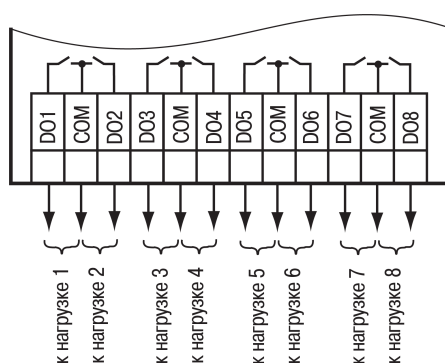 DO1
COM
DO2
DO3
COM
DO4
DO5
COM
DO6
DO7
COM
DO8
к нагрузке 1
к нагрузке 2
к нагрузке 3
к нагрузке 4
к нагрузке 5
к нагрузке 6
к нагрузке 7
к нагрузке 8